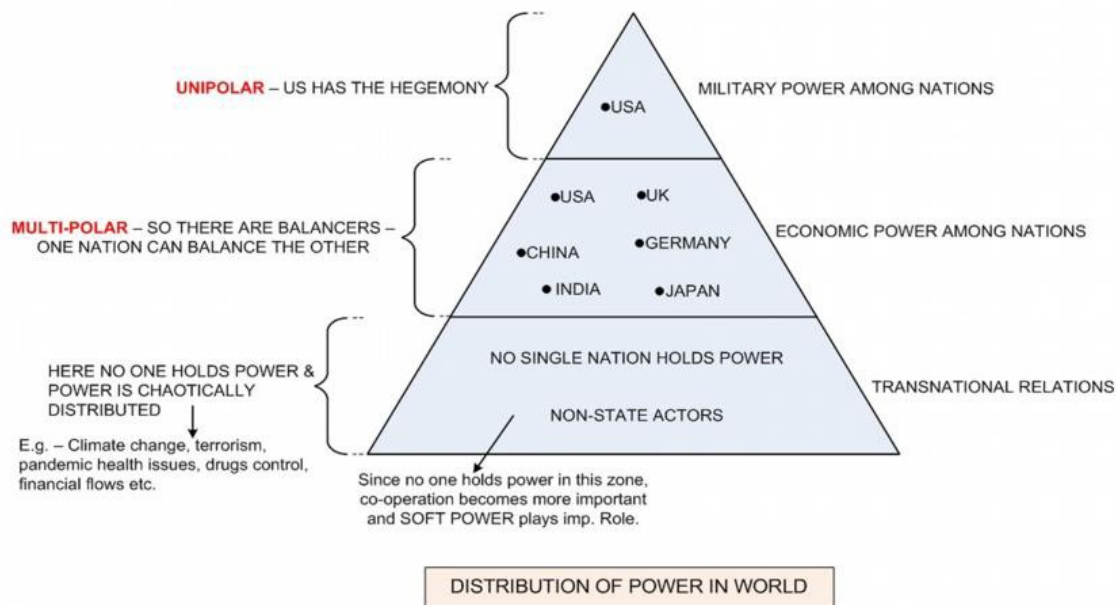 UNIPOLAR – US HAS THE HEGEMONY
MILITARY POWER AMONG NATIONS
USA
MULTI-POLAR – SO THERE ARE BALANCERS –
ONE NATION CAN BALANCE THE OTHER
USA
UK
CHINA
GERMANY
INDIA
JAPAN
ECONOMIC POWER AMONG NATIONS
HERE NO ONE HOLDS POWER &
POWER IS CHAOTICALLY
DISTRIBUTED
E.g. – Climate change, terrorism,
pandemic health issues, drugs control,
financial flows etc.
NO SINGLE NATION HOLDS POWER
NON-STATE ACTORS
TRANSNATIONAL RELATIONS
Since no one holds power in this zone,
co-operation becomes more important
and SOFT POWER plays imp. Role.
DISTRIBUTION OF POWER IN WORLD